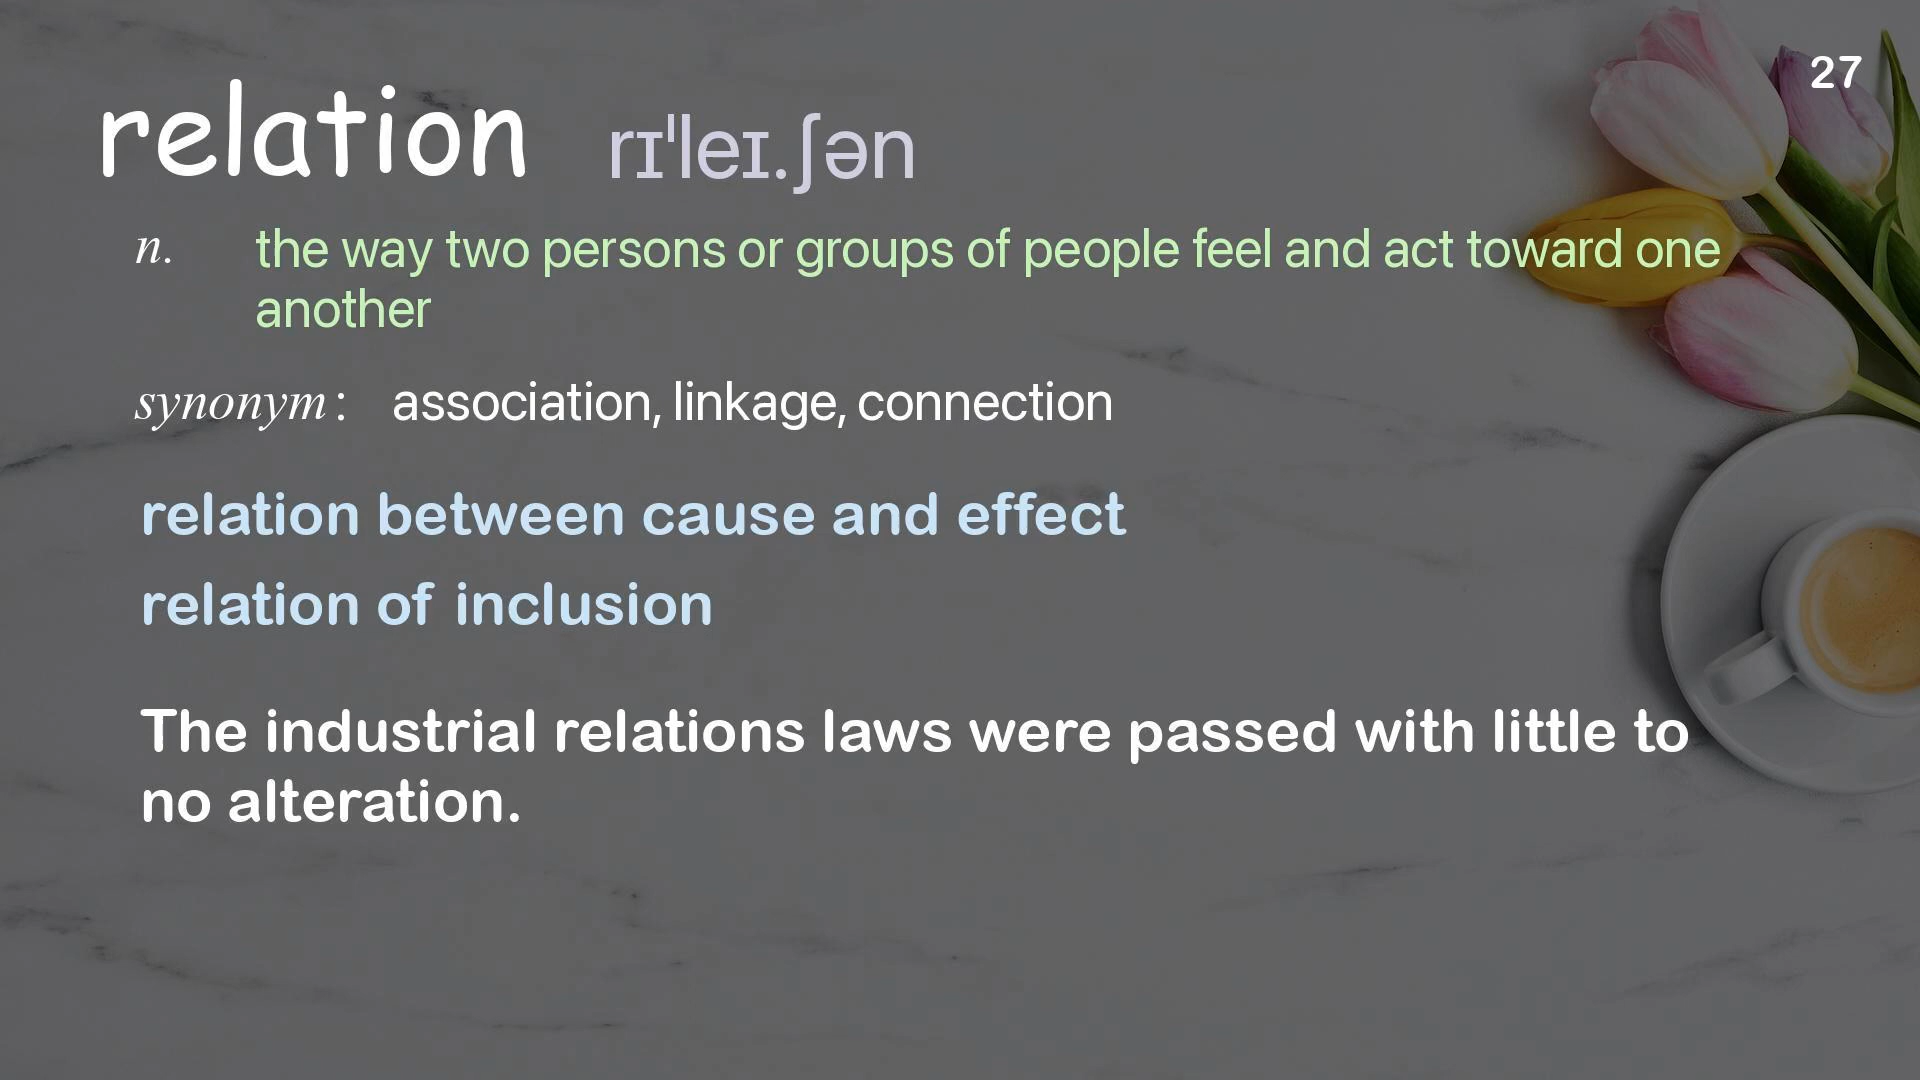 27
relation rɪˈleɪ.ʃən
n. the way two persons or groups of people feel and act toward one
another
synonym: association, linkage, connection
relation between cause and effect
relation of inclusion
The industrial relations laws were passed with little to
no alteration.